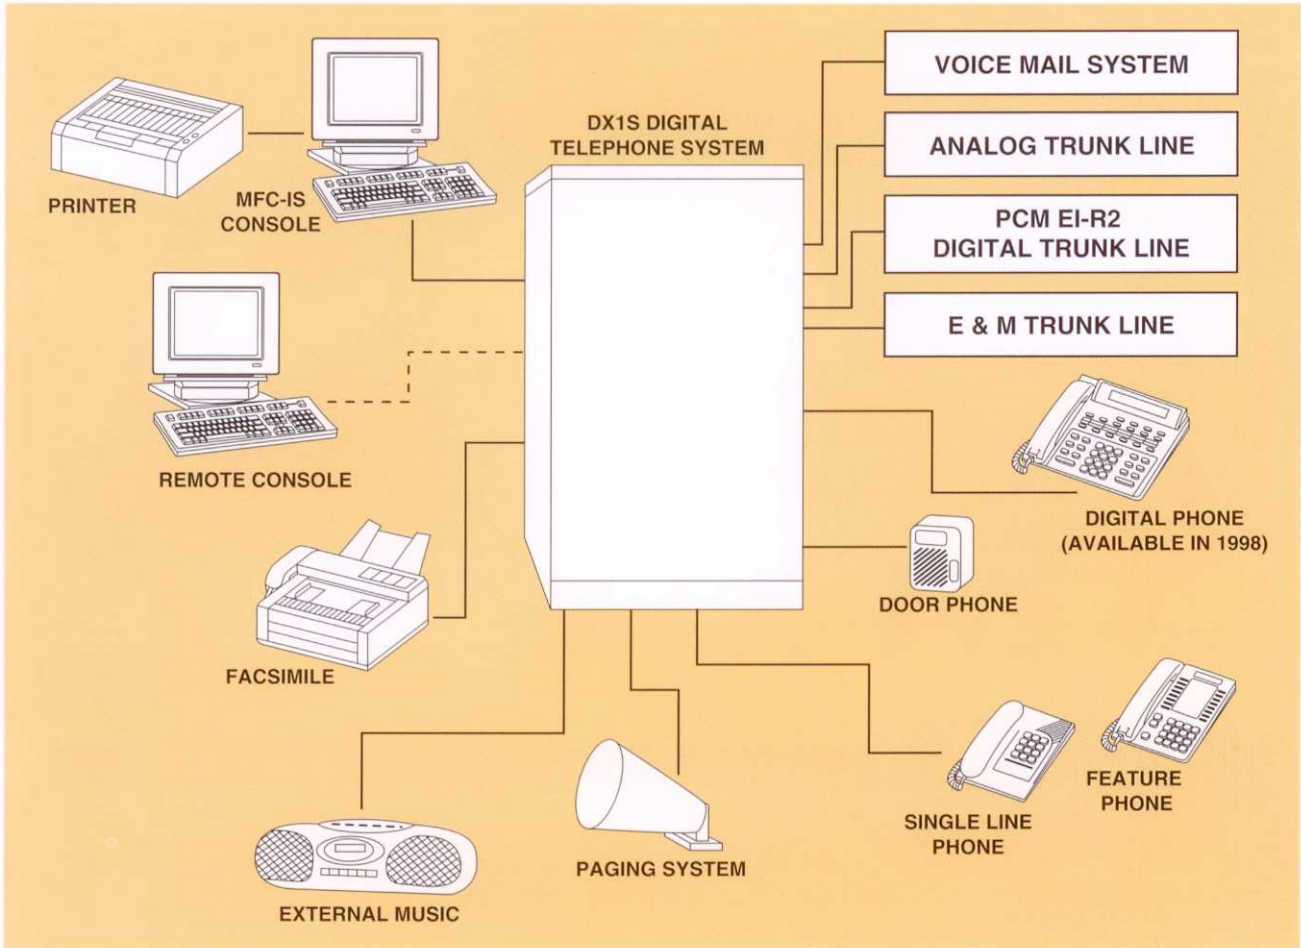 VOICE MAIL SYSTEM
DX1S DIGITAL
TELEPHONE SYSTEM
ANALOG TRUNK LINE
PRINTER
MFC-IS
CONSOLE
PCM EI-R2
DIGITAL TRUNK LINE
E & M TRUNK LINE
REMOTE CONSOLE
DIGITAL PHONE
(AVAILABLE IN 1998)
DOOR PHONE
FACSIMILE
FEATURE
PHONE
SINGLE LINE
PHONE
PAGING SYSTEM
EXTERNAL MUSIC